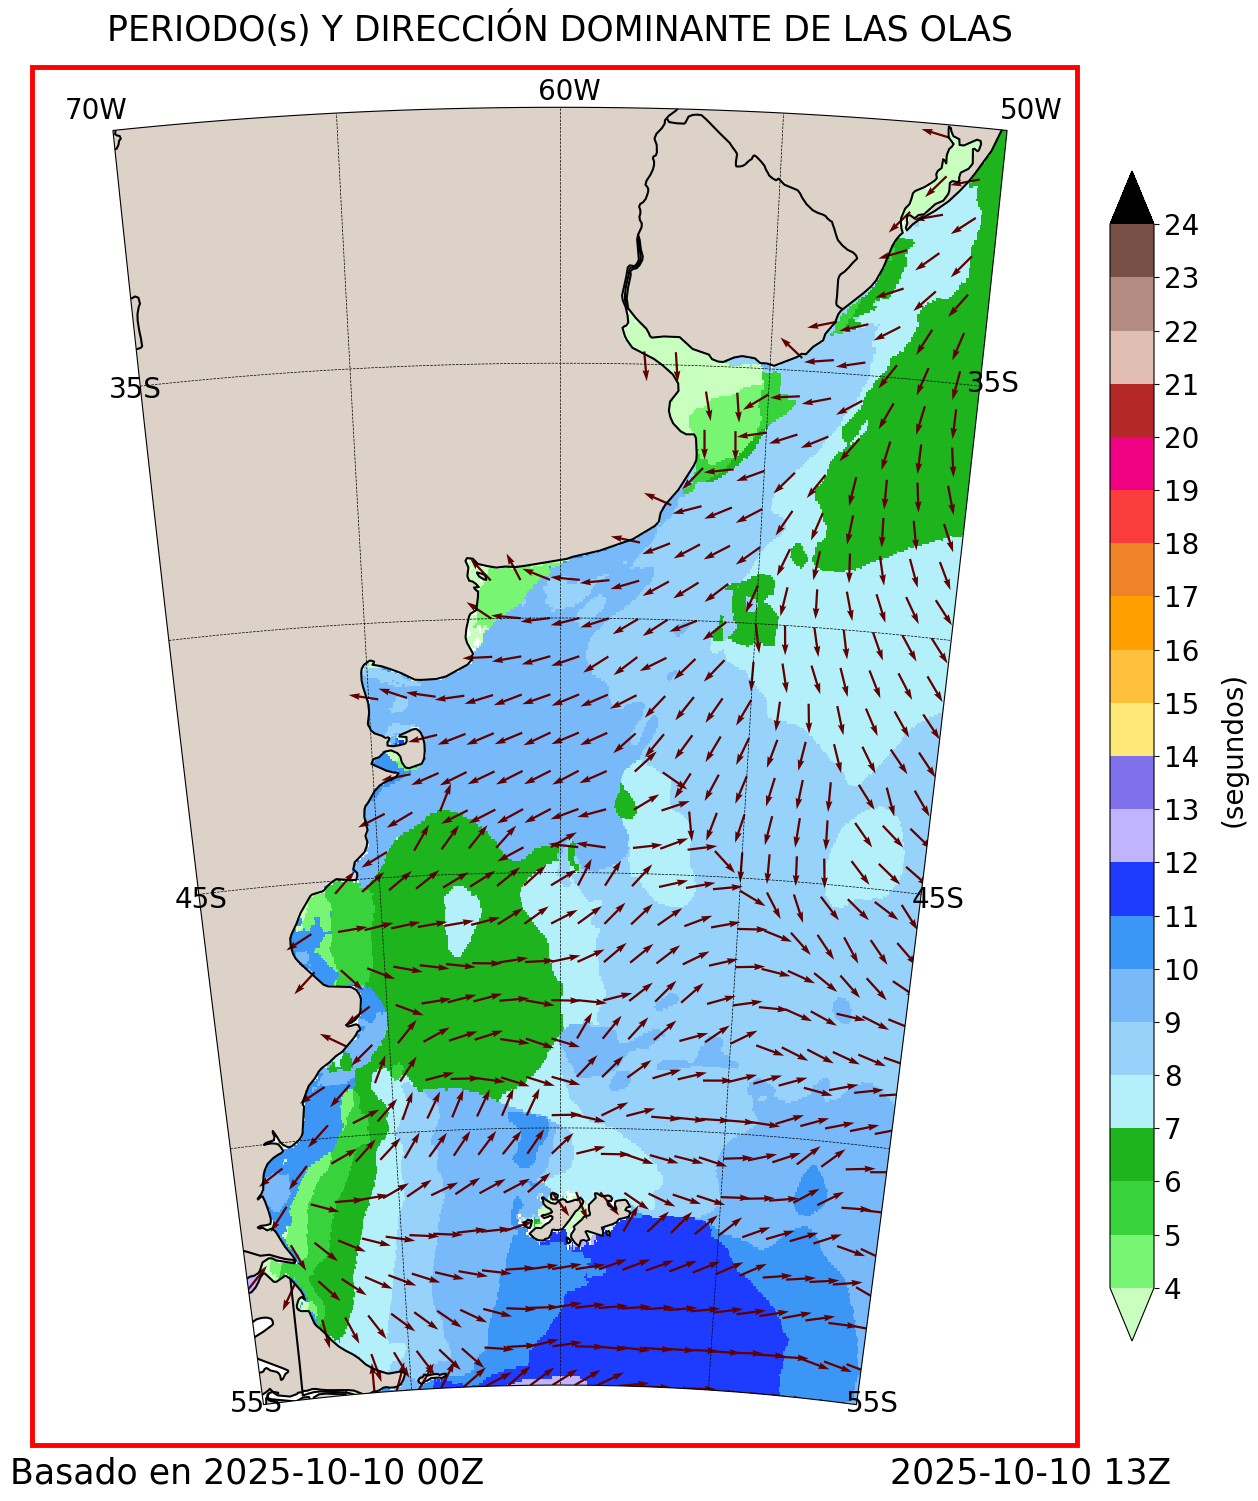 PERIODO(s) Y DIRECCIÓN DOMINANTE DE LAS OLAS
70W
60W
50W
35S
35S
45S
45S
55S
55S
24
23
22
21
20
19
18
17
16
15
14
13
12
11
10
9
8
7
6
5
4
(segundos)
Basado en 2025-10-10 00Z
2025-10-10 13Z